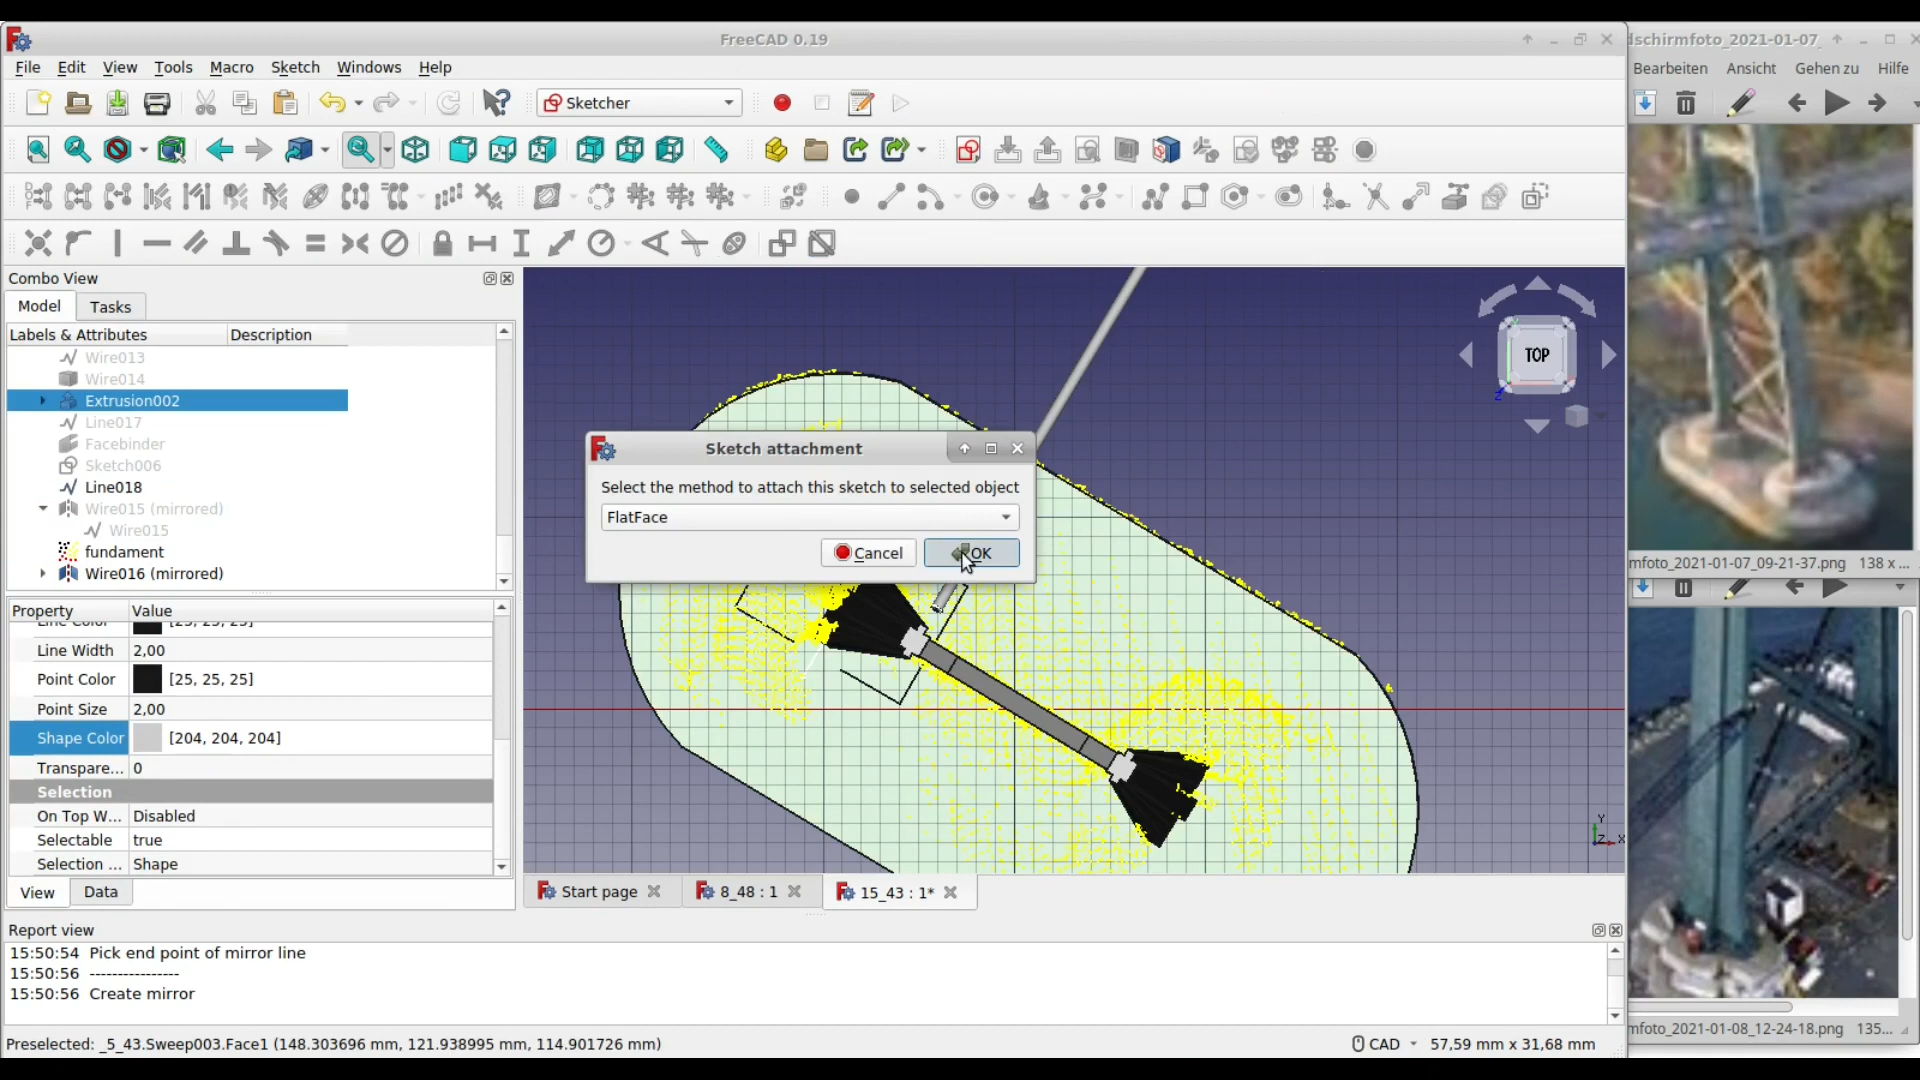 FreeCAD 0.19
File Edit View Tools Macro Sketch Windows Help
Sketcher
Combo View
Model Tasks
Labels & Attributes Description
Wire013
Wire014
Extrusion002
Line017
Facebinder
Sketch006
Line018
Wire015 (mirrored)
Wire015
fundament
Wire016 (mirrored)
Property Value
Line Color [25, 25, 25]
Line Width 2,00
Point Color [25, 25, 25]
Point Size 2,00
Shape Color [204, 204, 204]
Transpare... 0
Selection
On Top W... Disabled
Selectable true
Selection ... Shape
View Data
Sketch attachment
Select the method to attach this sketch to selected object
FlatFace
Cancel OK
TOP
Y
Z X
Start page 8_48 : 1 15_43 : 1*
Report view
15:50:54 Pick end point of mirror line
15:50:56 ----------------
15:50:56 Create mirror
Preselected: _5_43.Sweep003.Face1 (148.303696 mm, 121.938995 mm, 114.901726 mm)
CAD 57,59 mm x 31,68 mm
dschirmfoto_2021-01-07_
Bearbeiten Ansicht Gehen zu Hilfe
mfoto_2021-01-07_09-21-37.png 138 x ...
mfoto_2021-01-08_12-24-18.png 135...